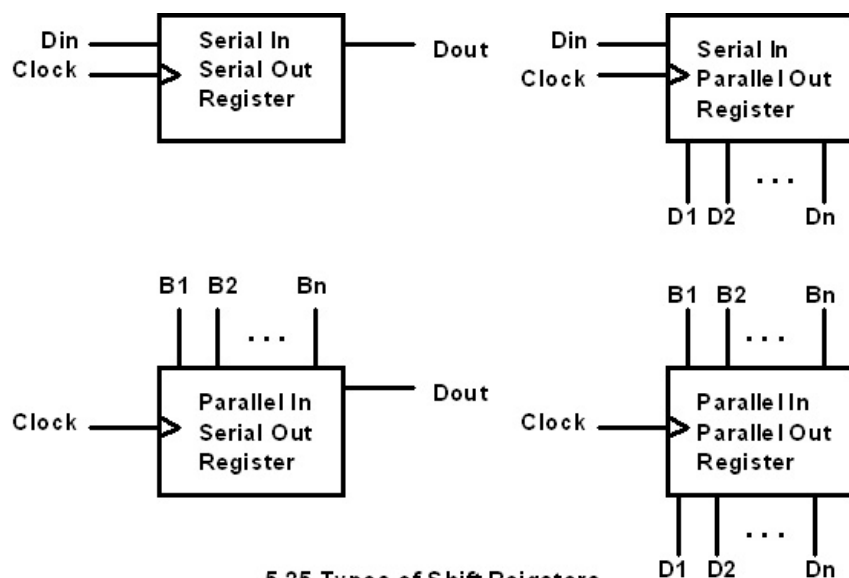 Din
Clock
Serial In
Serial Out
Register
Dout
Din
Clock
Serial In
Parallel Out
Register
D1 D2 ... Dn
B1 B2 ... Bn
Clock
Parallel In
Serial Out
Register
Dout
B1 B2 ... Bn
Clock
Parallel In
Parallel Out
Register
D1 D2 ... Dn
5.25 Types of Shift